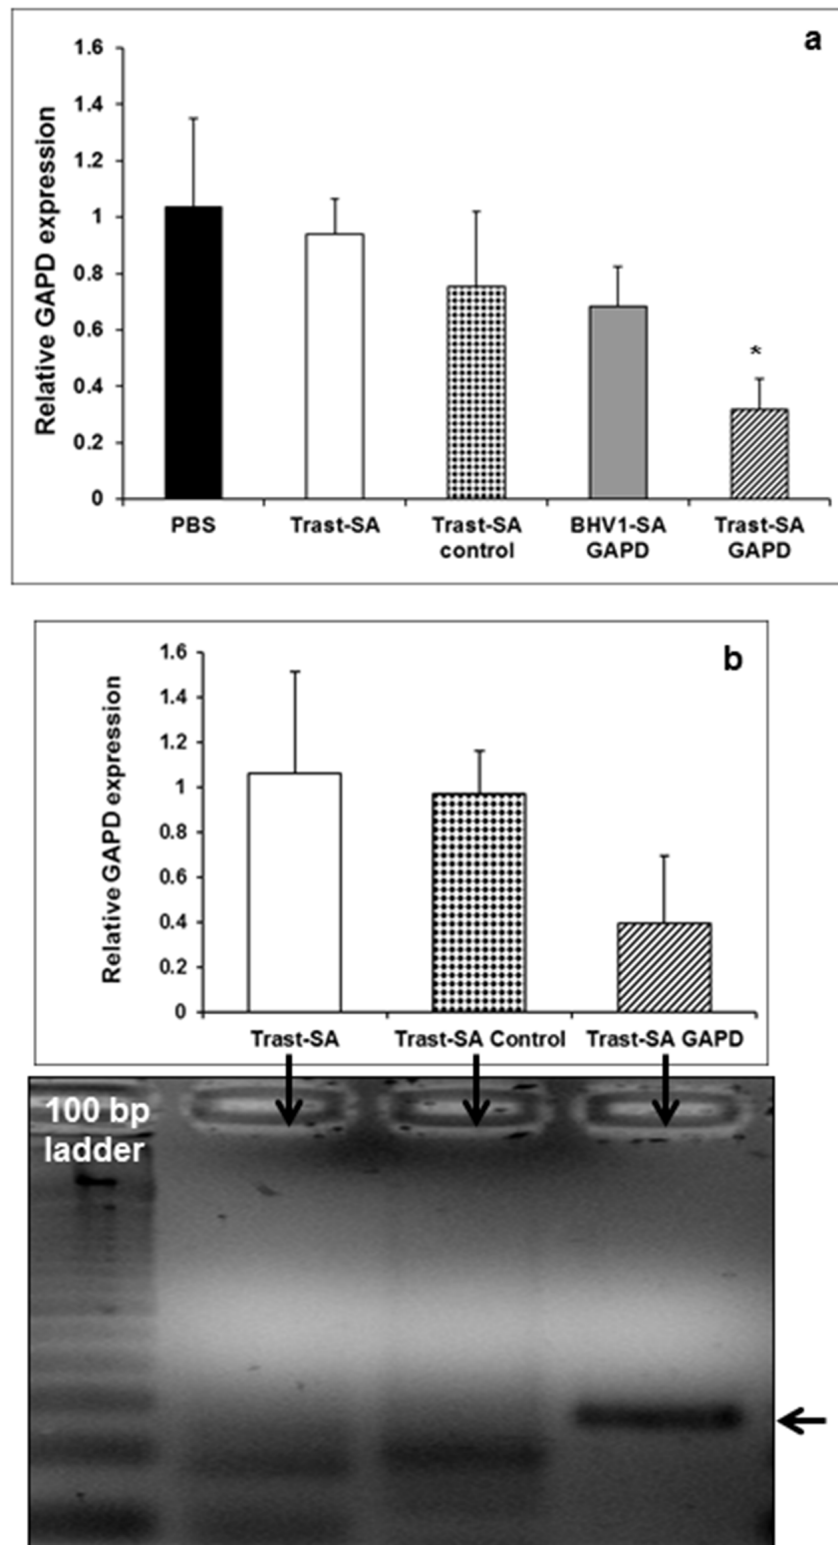 a
Relative GAPD expression
1.6
1.4
1.2
1
0.8
0.6
0.4
0.2
0
*
PBS
Trast-SA
Trast-SA
control
BHV1-SA
GAPD
Trast-SA
GAPD
b
Relative GAPD expression
1.6
1.4
1.2
1
0.8
0.6
0.4
0.2
0
Trast-SA
Trast-SA Control
Trast-SA GAPD
100 bp
ladder